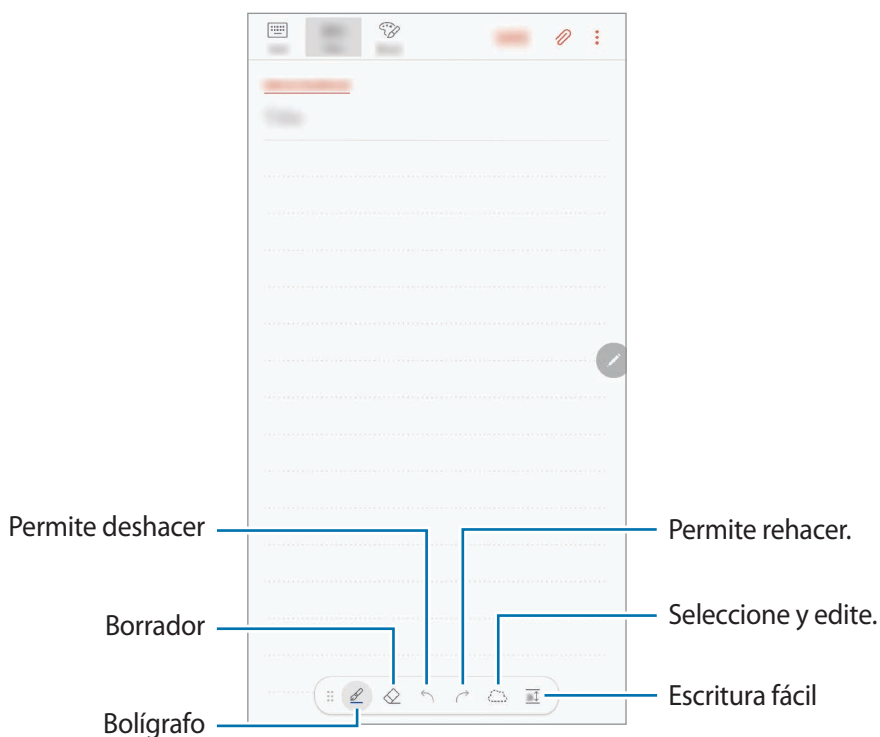 Permite deshacer
Permite rehacer.
Borrador
Seleccione y edite.
Bolígrafo
Escritura fácil